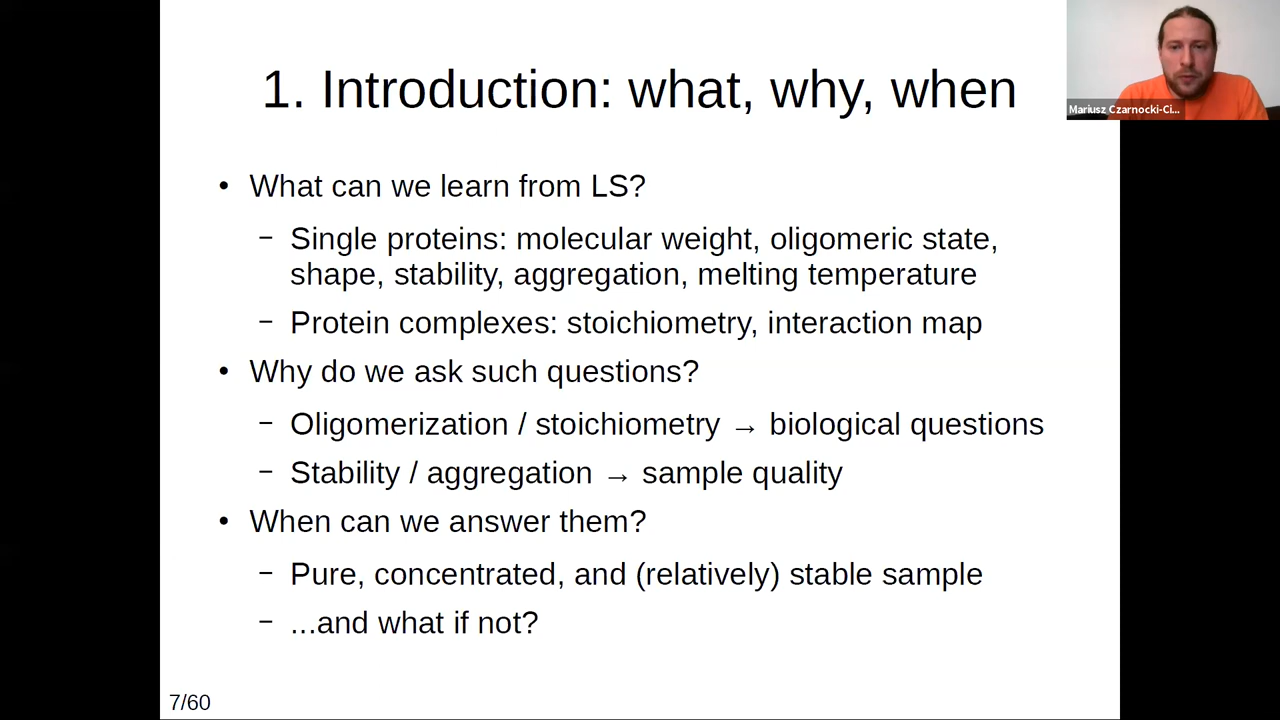 1. Introduction: what, why, when
Mariusz Czarnocki-Ci...
• What can we learn from LS?
– Single proteins: molecular weight, oligomeric state,
shape, stability, aggregation, melting temperature
– Protein complexes: stoichiometry, interaction map
• Why do we ask such questions?
– Oligomerization / stoichiometry → biological questions
– Stability / aggregation → sample quality
• When can we answer them?
– Pure, concentrated, and (relatively) stable sample
– ...and what if not?
7/60